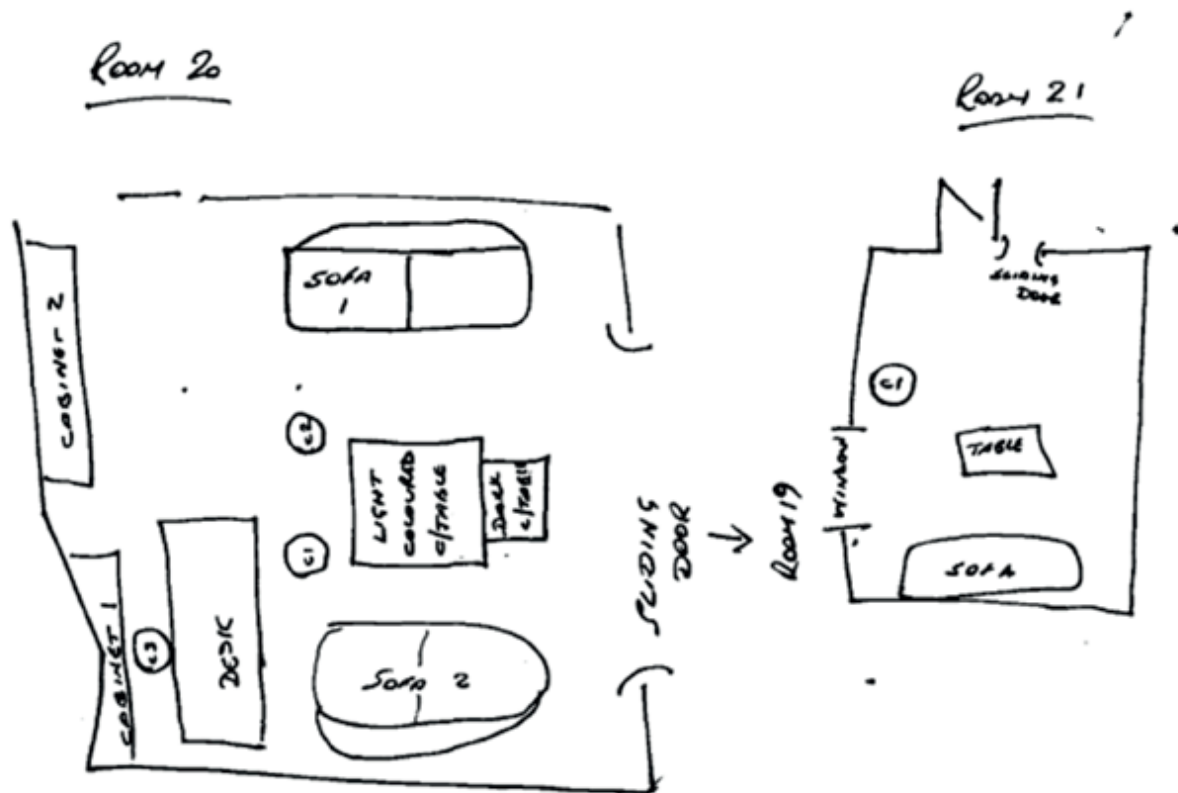 ROOM 20
ROOM 21
SOFA
1
CABINET 2
C2
LIGHT
COLOURED
C/TABLE
DARK
C/TABLE
C1
CABINET 1
C3
DESK
SOFA 2
SLIDING
DOOR
ROOM 19
SLIDING
DOOR
C1
WINDOW
TABLE
SOFA